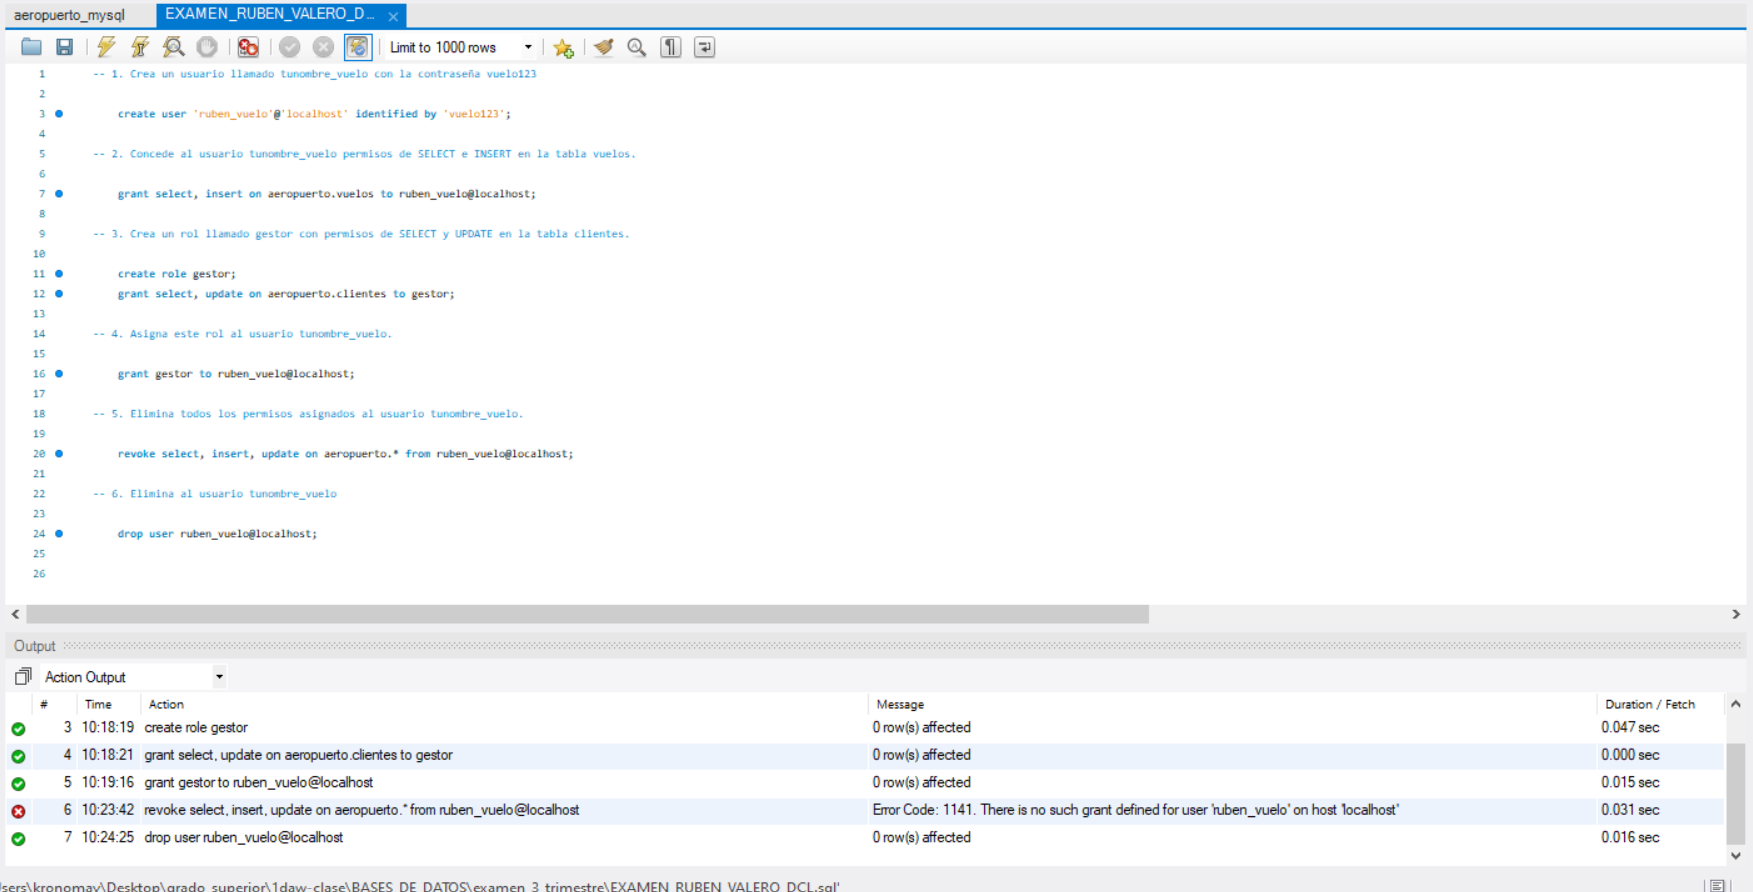 aeropuerto_mysql
EXAMEN_RUBEN_VALERO_D... ×
Limit to 1000 rows
1 -- 1. Crea un usuario llamado tunombre_vuelo con la contraseña vuelo123
2
3 create user 'ruben_vuelo'@'localhost' identified by 'vuelo123';
4
5 -- 2. Concede al usuario tunombre_vuelo permisos de SELECT e INSERT en la tabla vuelos.
6
7 grant select, insert on aeropuerto.vuelos to ruben_vuelo@localhost;
8
9 -- 3. Crea un rol llamado gestor con permisos de SELECT y UPDATE en la tabla clientes.
10
11 create role gestor;
12 grant select, update on aeropuerto.clientes to gestor;
13
14 -- 4. Asigna este rol al usuario tunombre_vuelo.
15
16 grant gestor to ruben_vuelo@localhost;
17
18 -- 5. Elimina todos los permisos asignados al usuario tunombre_vuelo.
19
20 revoke select, insert, update on aeropuerto.* from ruben_vuelo@localhost;
21
22 -- 6. Elimina al usuario tunombre_vuelo
23
24 drop user ruben_vuelo@localhost;
25
26
Output
Action Output
# Time Action Message Duration / Fetch
3 10:18:19 create role gestor 0 row(s) affected 0.047 sec
4 10:18:21 grant select, update on aeropuerto.clientes to gestor 0 row(s) affected 0.000 sec
5 10:19:16 grant gestor to ruben_vuelo@localhost 0 row(s) affected 0.015 sec
6 10:23:42 revoke select, insert, update on aeropuerto.* from ruben_vuelo@localhost Error Code: 1141. There is no such grant defined for user 'ruben_vuelo' on host 'localhost' 0.031 sec
7 10:24:25 drop user ruben_vuelo@localhost 0 row(s) affected 0.016 sec
sers\kronomay\Desktop\grado_superior\1daw-clase\BASES_DE_DATOS\examen_3_trimestre\EXAMEN_RUBEN_VALERO_DCL.sql'